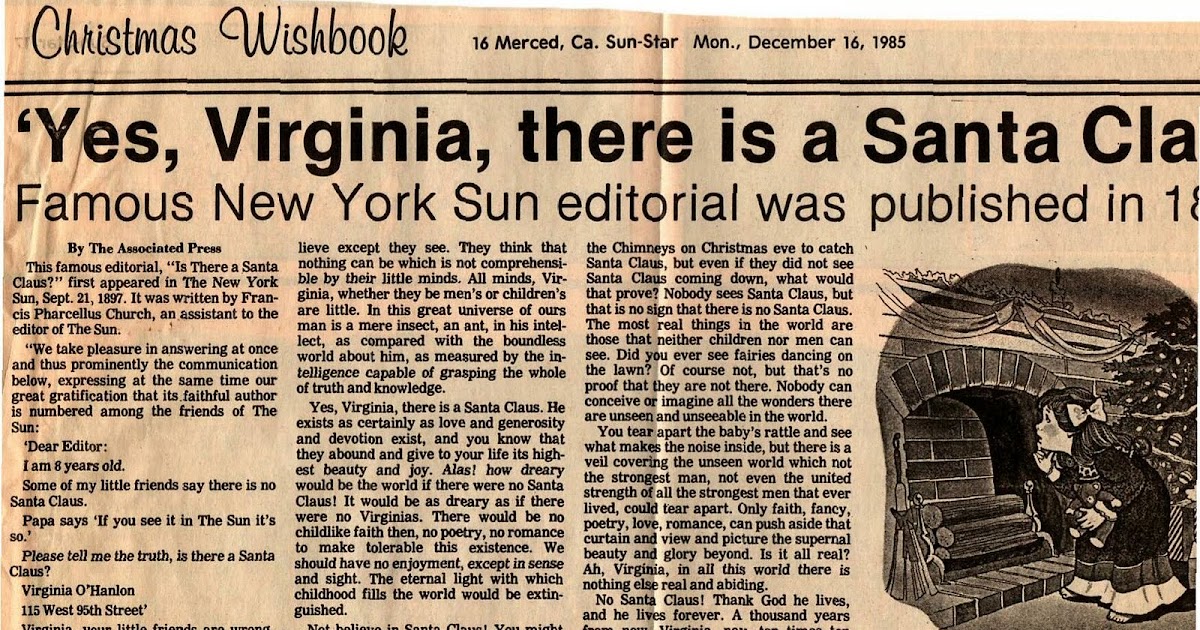 Christmas Wishbook
16 Merced, Ca. Sun-Star Mon., December 16, 1985
‘Yes, Virginia, there is a Santa Cla
Famous New York Sun editorial was published in 18
By The Associated Press
This famous editorial, “Is There a Santa
Claus?” first appeared in The New York
Sun, Sept. 21, 1897. It was written by Fran-
cis Pharcellus Church, an assistant to the
editor of The Sun.
“We take pleasure in answering at once
and thus prominently the communication
below, expressing at the same time our
great gratification that its faithful author
is numbered among the friends of The
Sun:
‘Dear Editor:
I am 8 years old.
Some of my little friends say there is no
Santa Claus.
Papa says ‘If you see it in The Sun it’s
so.’
Please tell me the truth, is there a Santa
Claus?
Virginia O’Hanlon
115 West 95th Street’
Virginia, your little friends are wrong.
lieve except they see. They think that
nothing can be which is not comprehensi-
ble by their little minds. All minds, Vir-
ginia, whether they be men’s or children’s
are little. In this great universe of ours
man is a mere insect, an ant, in his intel-
lect, as compared with the boundless
world about him, as measured by the in-
telligence capable of grasping the whole
of truth and knowledge.
Yes, Virginia, there is a Santa Claus. He
exists as certainly as love and generosity
and devotion exist, and you know that
they abound and give to your life its high-
est beauty and joy. Alas! how dreary
would be the world if there were no Santa
Claus! It would be as dreary as if there
were no Virginias. There would be no
childlike faith then, no poetry, no romance
to make tolerable this existence. We
should have no enjoyment, except in sense
and sight. The eternal light with which
childhood fills the world would be extin-
guished.
Not believe in Santa Claus! You might
the Chimneys on Christmas eve to catch
Santa Claus, but even if they did not see
Santa Claus coming down, what would
that prove? Nobody sees Santa Claus, but
that is no sign that there is no Santa Claus.
The most real things in the world are
those that neither children nor men can
see. Did you ever see fairies dancing on
the lawn? Of course not, but that’s no
proof that they are not there. Nobody can
conceive or imagine all the wonders there
are unseen and unseeable in the world.
You tear apart the baby’s rattle and see
what makes the noise inside, but there is a
veil covering the unseen world which not
the strongest man, not even the united
strength of all the strongest men that ever
lived, could tear apart. Only faith, fancy,
poetry, love, romance, can push aside that
curtain and view and picture the supernal
beauty and glory beyond. Is it all real?
Ah, Virginia, in all this world there is
nothing else real and abiding.
No Santa Claus! Thank God he lives,
and he lives forever. A thousand years
from now, Virginia, nay, ten times ten